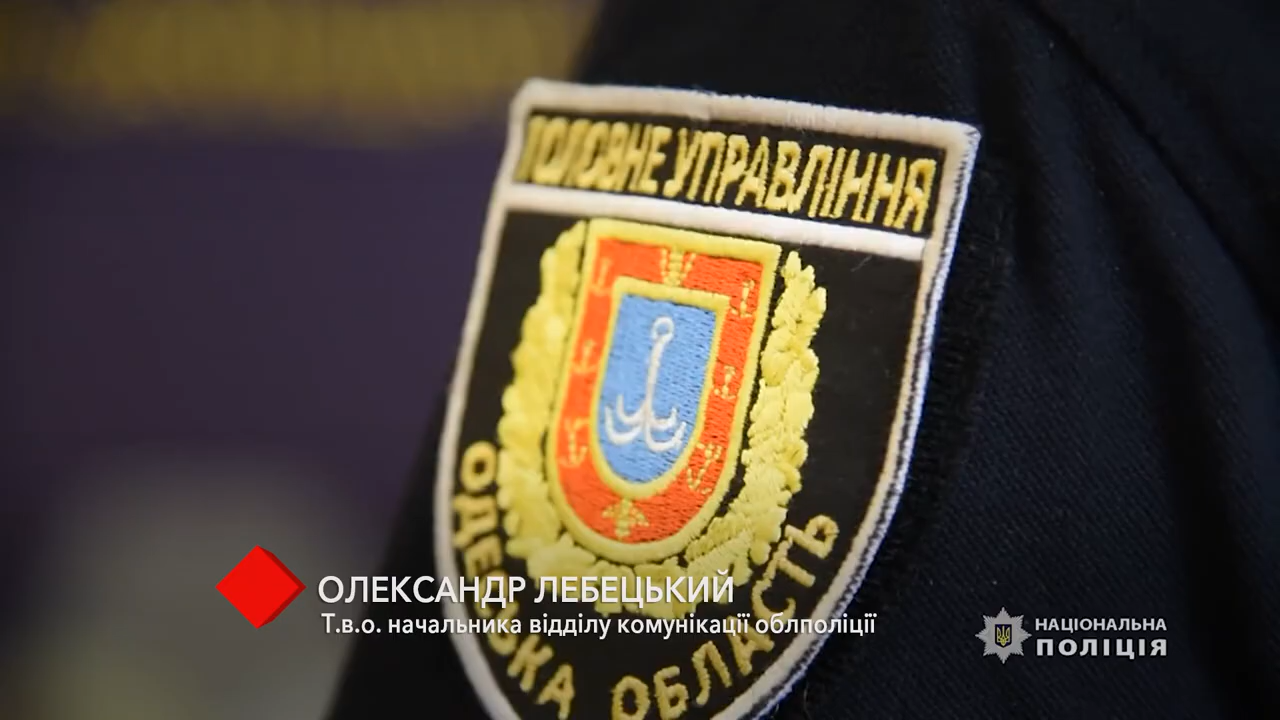 ГОЛОВНЕ УПРАВЛІННЯ
ОДЕСЬКА ОБЛАСТЬ
ОЛЕКСАНДР ЛЕБЕЦЬКИЙ
Т.в.о. начальника відділу комунікації облполіції
НАЦІОНАЛЬНА
ПОЛІЦІЯ